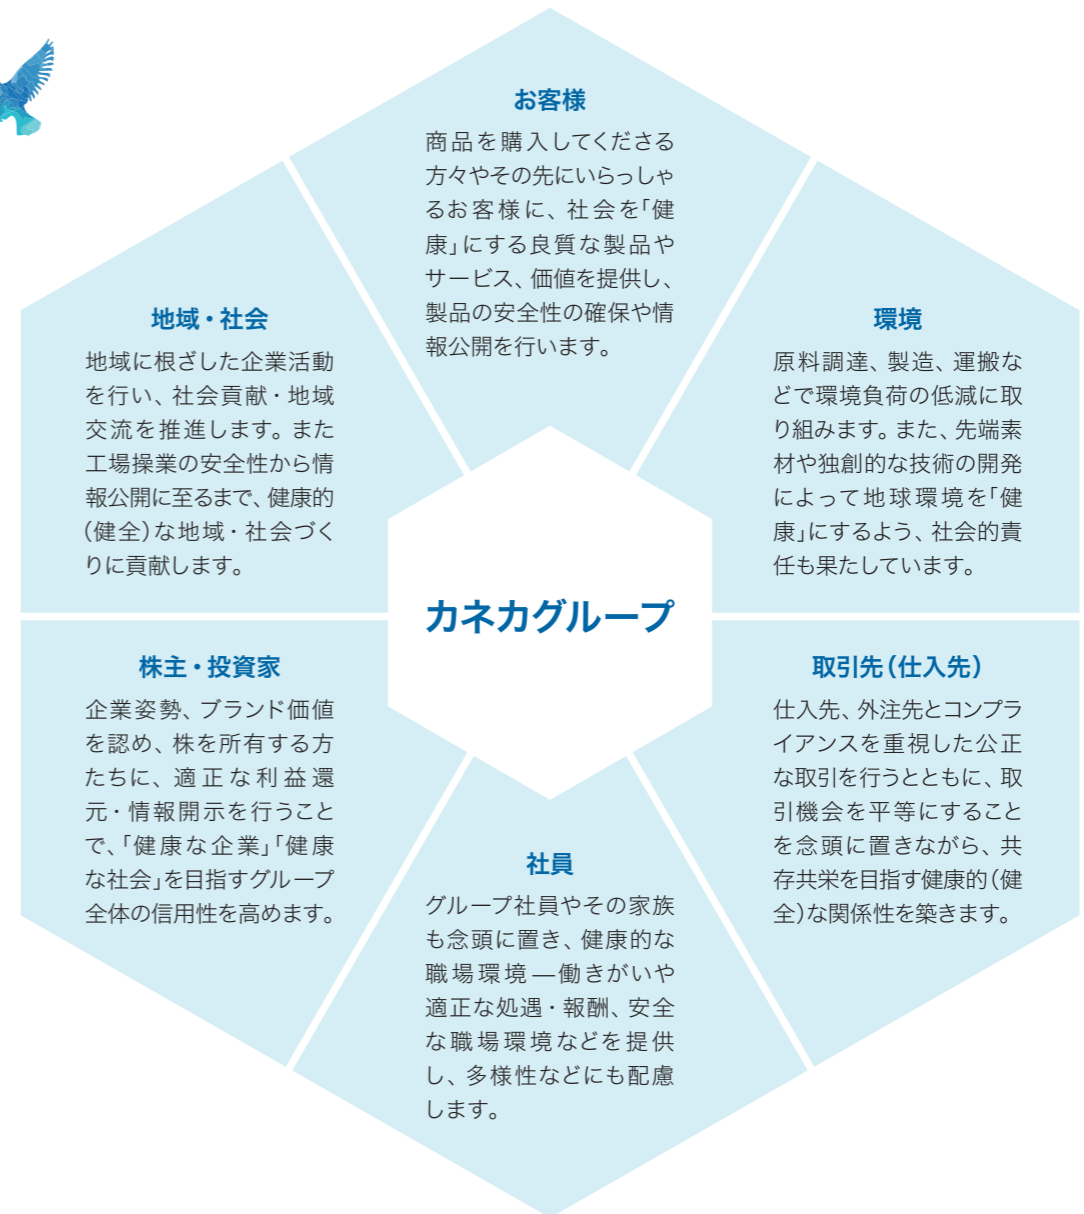 お客様
商品を購入してくださる
方々やその先にいらっしゃ
るお客様に、社会を「健
康」にする良質な製品や
サービス、価値を提供し、
製品の安全性の確保や情
報公開を行います。
地域・社会
地域に根ざした企業活動
を行い、社会貢献・地域
交流を推進します。また
工場操業の安全性から情
報公開に至るまで、健康的
(健全)な地域・社会づく
りに貢献します。
環境
原料調達、製造、運搬な
どで環境負荷の低減に取
り組みます。また、先端素
材や独創的な技術の開発
によって地球環境を「健
康」にするよう、社会的責
任も果たしています。
カネカグループ
株主・投資家
企業姿勢、ブランド価値
を認め、株を所有する方
たちに、適正な利益還
元・情報開示を行うこと
で、「健康な企業」「健康
な社会」を目指すグループ
全体の信用性を高めます。
取引先(仕入先)
仕入先、外注先とコンプラ
イアンスを重視した公正
な取引を行うとともに、取
引機会を平等にすること
を念頭に置きながら、共
存共栄を目指す健康的(健
全)な関係性を築きます。
社員
グループ社員やその家族
も念頭に置き、健康的な
職場環境―働きがいや
適正な処遇・報酬、安全
な職場環境などを提供
し、多様性などにも配慮
します。